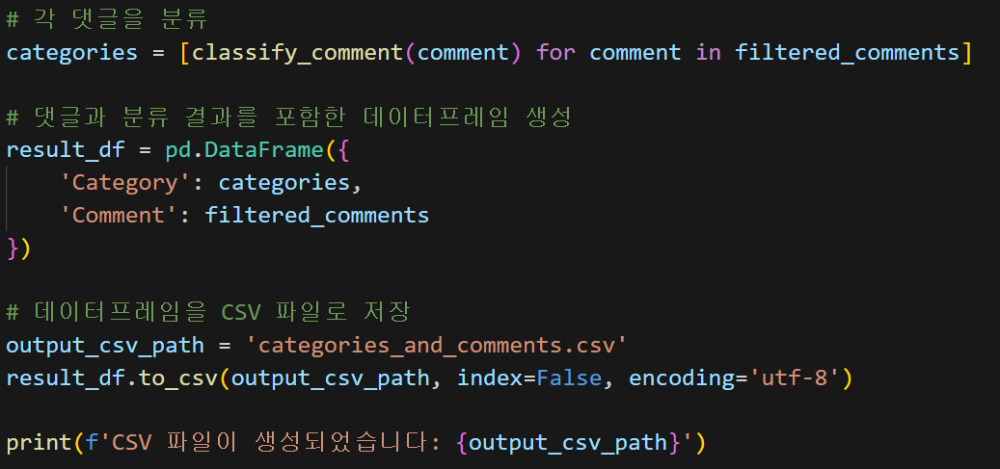 # 각 댓글을 분류
categories = [classify_comment(comment) for comment in filtered_comments]
# 댓글과 분류 결과를 포함한 데이터프레임 생성
result_df = pd.DataFrame({
    'Category': categories,
    'Comment': filtered_comments
})
# 데이터프레임을 CSV 파일로 저장
output_csv_path = 'categories_and_comments.csv'
result_df.to_csv(output_csv_path, index=False, encoding='utf-8')
print(f'CSV 파일이 생성되었습니다: {output_csv_path}')